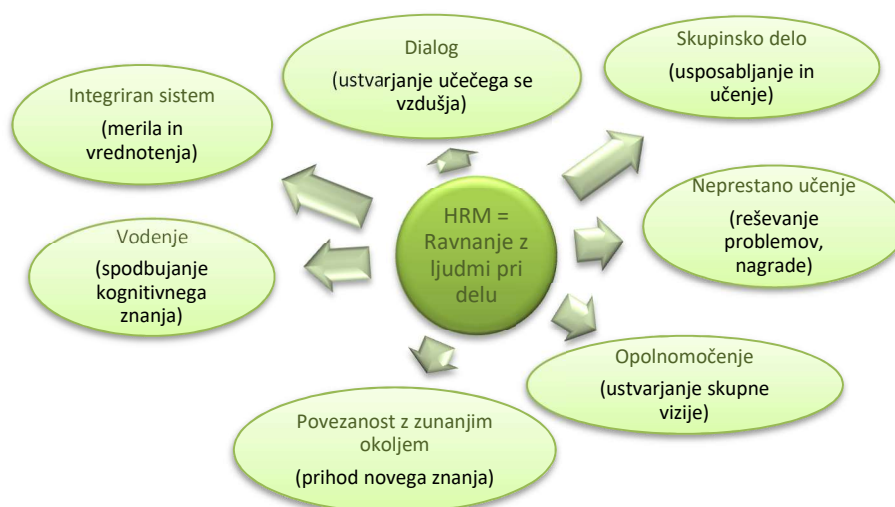 Dialog
(ustvarjanje učečega se
vzdušja)
Skupinsko delo
(usposabljanje in
učenje)
Integriran sistem
(merila in
vrednotenja)
Neprestano učenje
(reševanje
problemov,
nagrade)
HRM =
Ravnanje z
ljudmi pri
delu
Vodenje
(spodbujanje
kognitivnega
znanja)
Opolnomočenje
(ustvarjanje skupne
vizije)
Povezanost z zunanjim
okoljem
(prihod novega znanja)